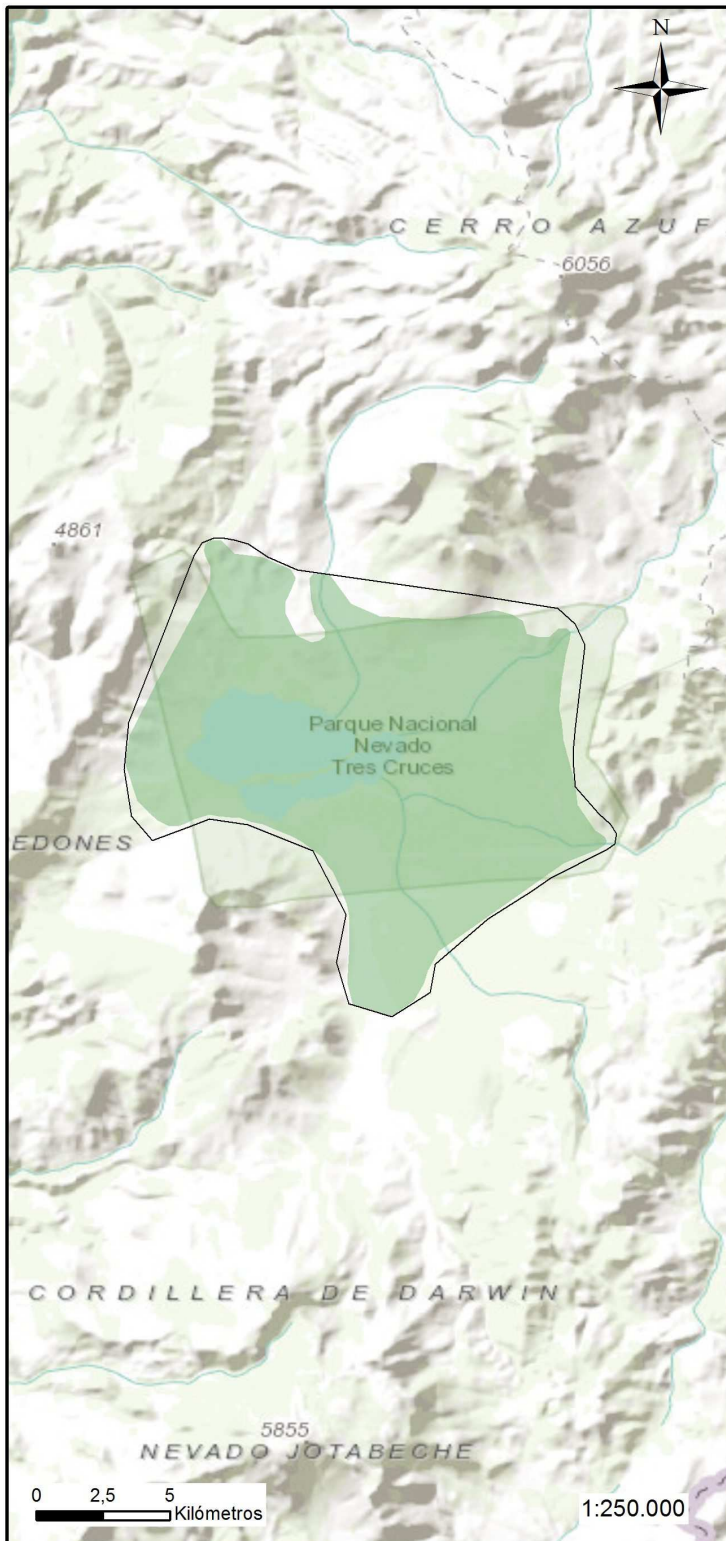 N
CERRO AZUF
6056
4861
Parque Nacional
Nevado
Tres Cruces
EDONES
CORDILLERA DE DARWIN
5855
NEVADO JOTABECHE
0 2,5 5
Kilómetros
1:250.000